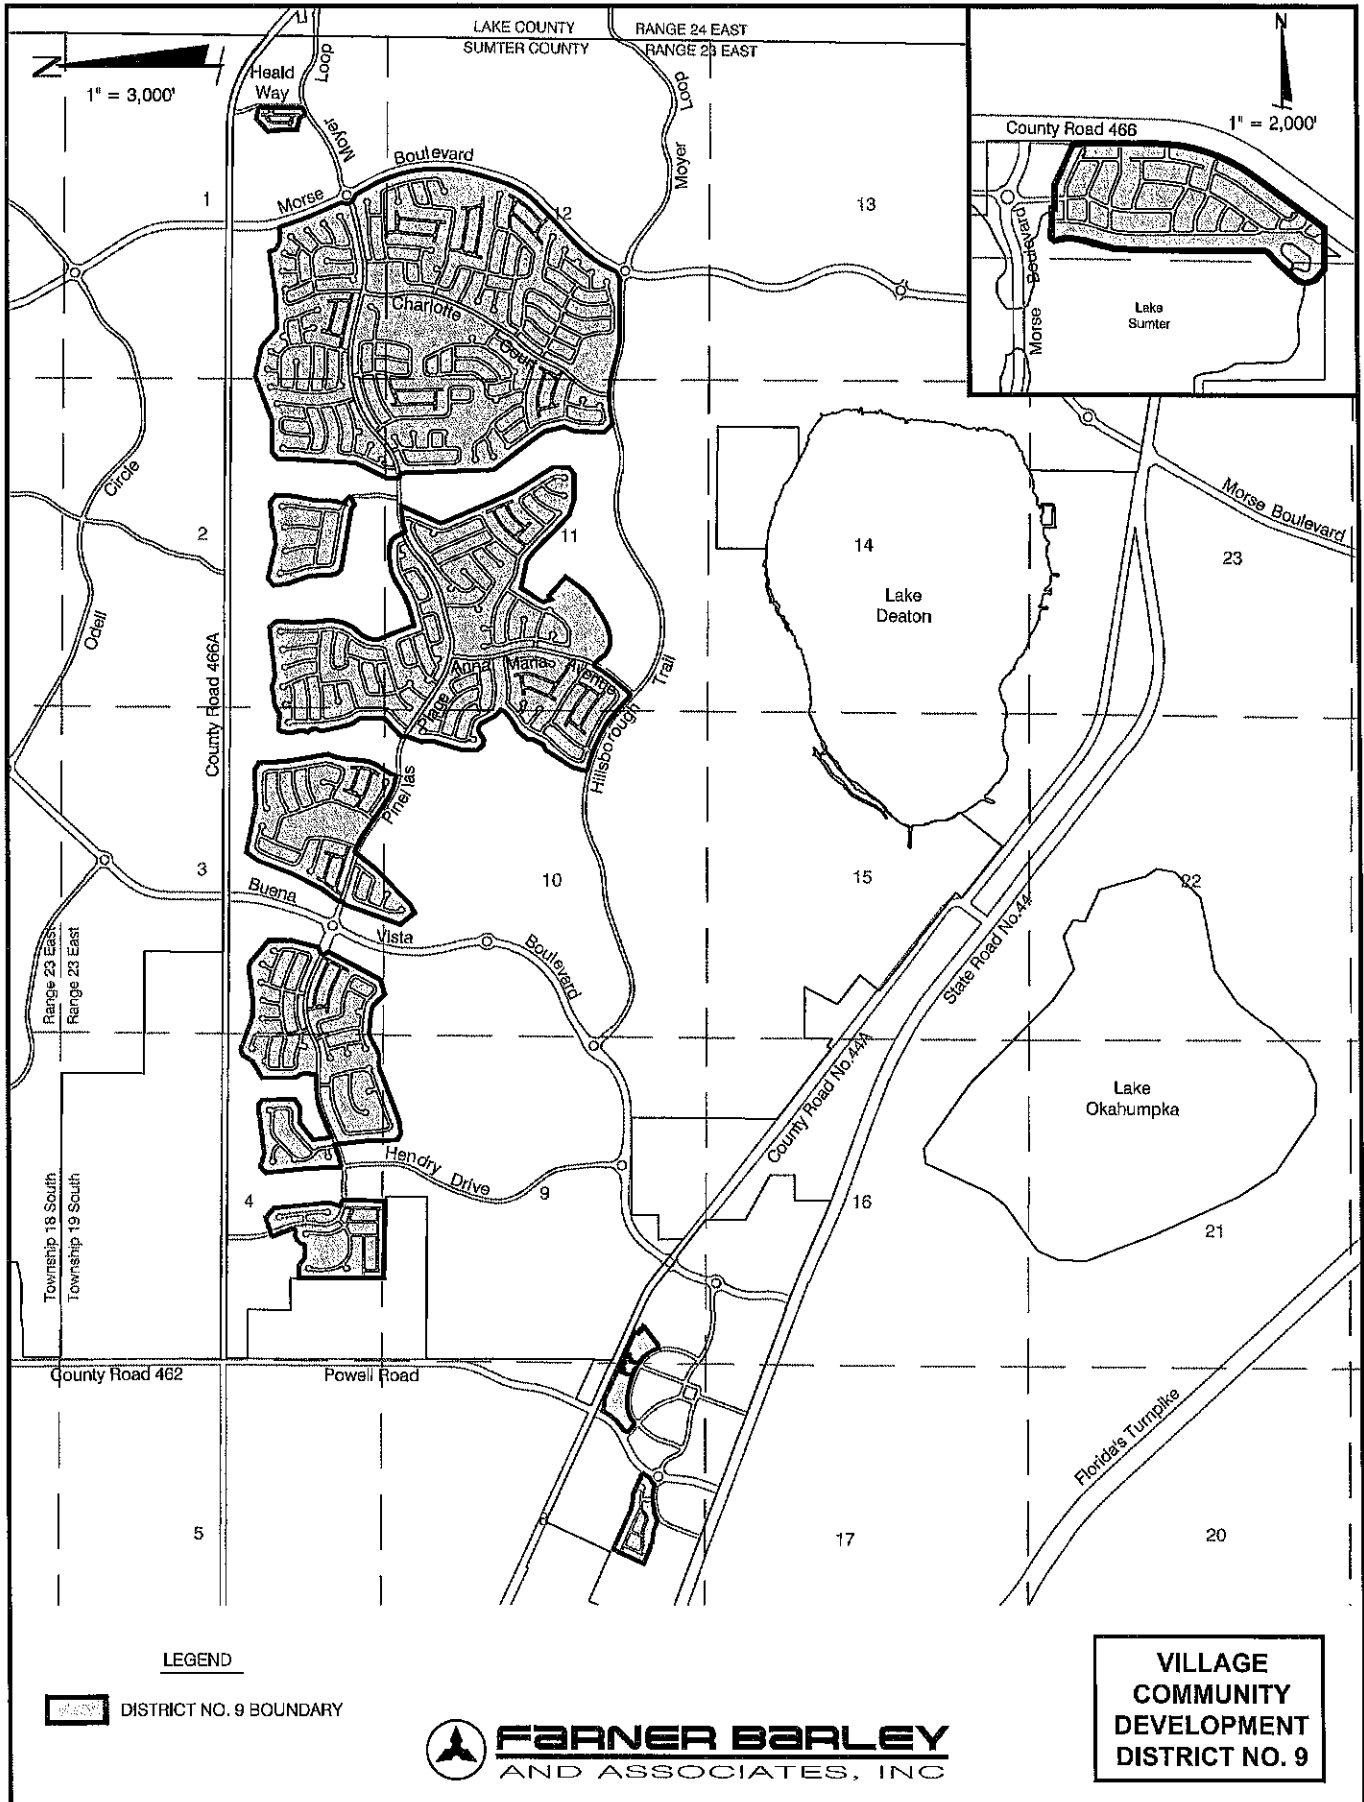 LAKE COUNTY
RANGE 24 EAST
SUMTER COUNTY
RANGE 23 EAST
N
1" = 3,000'
Heald
Way
Loop
Moyer
Loop
Moyer
Morse
Boulevard
1
12
13
N
1" = 2,000'
County Road 466
Morse
Boulevard
Lake
Sumter
Charlotte
Court
Circle
Odell
2
11
14
Lake
Deaton
Morse Boulevard
23
County Road 466A
Anna Maria Avenue
Trail
Hillsborough
Place
Pinellas
3
10
15
22
Buena
Vista
Boulevard
Range 23 East
Range 23 East
State Road No.44
County Road No.44A
Lake
Okahumpka
Hendry Drive
4
9
16
21
Township 18 South
Township 19 South
County Road 462
Powell Road
Florida's Turnpike
5
17
20
LEGEND
DISTRICT NO. 9 BOUNDARY
FARNER BARLEY
AND ASSOCIATES, INC
VILLAGE
COMMUNITY
DEVELOPMENT
DISTRICT NO. 9